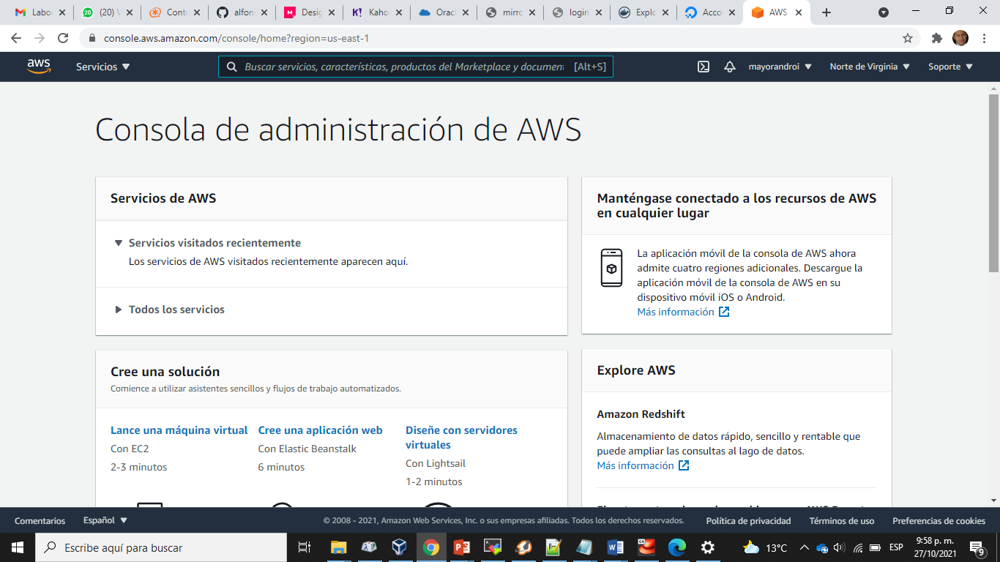 Labor
(20) W
Conte
alfon
Desig
Kaho
Oracl
mirro
login
Explo
Acco
AWS
console.aws.amazon.com/console/home?region=us-east-1
aws
Servicios
Buscar servicios, características, productos del Marketplace y document
[Alt+S]
mayorandroi
Norte de Virginia
Soporte
Consola de administración de AWS
Servicios de AWS
Servicios visitados recientemente
Los servicios de AWS visitados recientemente aparecen aquí.
Todos los servicios
Cree una solución
Comience a utilizar asistentes sencillos y flujos de trabajo automatizados.
Lance una máquina virtual
Con EC2
2-3 minutos
Cree una aplicación web
Con Elastic Beanstalk
6 minutos
Diseñe con servidores
virtuales
Con Lightsail
1-2 minutos
Manténgase conectado a los recursos de AWS
en cualquier lugar
La aplicación móvil de la consola de AWS ahora
admite cuatro regiones adicionales. Descargue la
aplicación móvil de la consola de AWS en su
dispositivo móvil iOS o Android.
Más información
Explore AWS
Amazon Redshift
Almacenamiento de datos rápido, sencillo y rentable que
puede ampliar las consultas al lago de datos.
Más información
Comentarios
Español
© 2008 - 2021, Amazon Web Services, Inc. o sus empresas afiliadas. Todos los derechos reservados.
Política de privacidad
Términos de uso
Preferencias de cookies
Escribe aquí para buscar
13°C
ESP
9:58 p. m.
27/10/2021
9